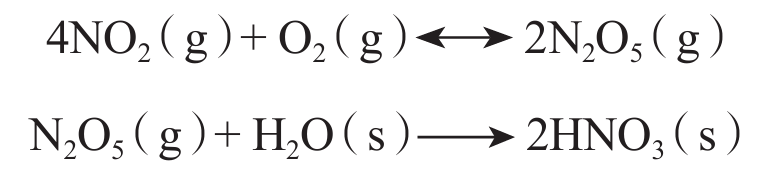 4NO₂(g)+O₂(g)⟷2N₂O₅(g)
N₂O₅(g)+H₂O(s)⟶2HNO₃(s)